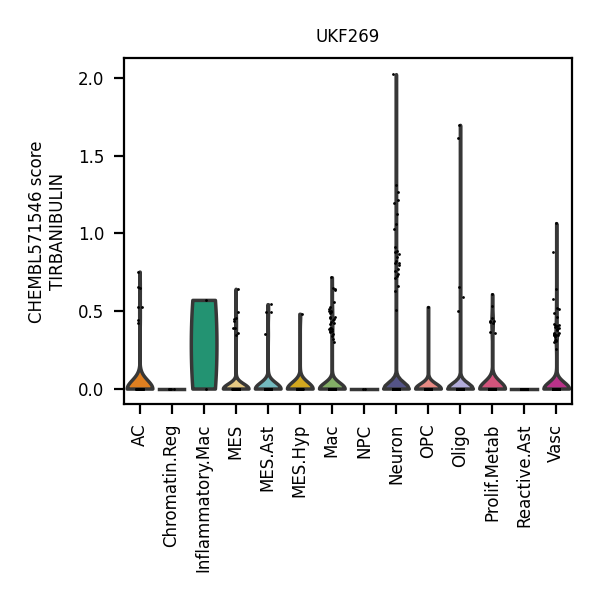 UKF269
CHEMBL571546 score
TIRBANIBULIN
2.0
1.5
1.0
0.5
0.0
AC
Chromatin.Reg
Inflammatory.Mac
MES
MES.Ast
MES.Hyp
Mac
NPC
Neuron
OPC
Oligo
Prolif.Metab
Reactive.Ast
Vasc